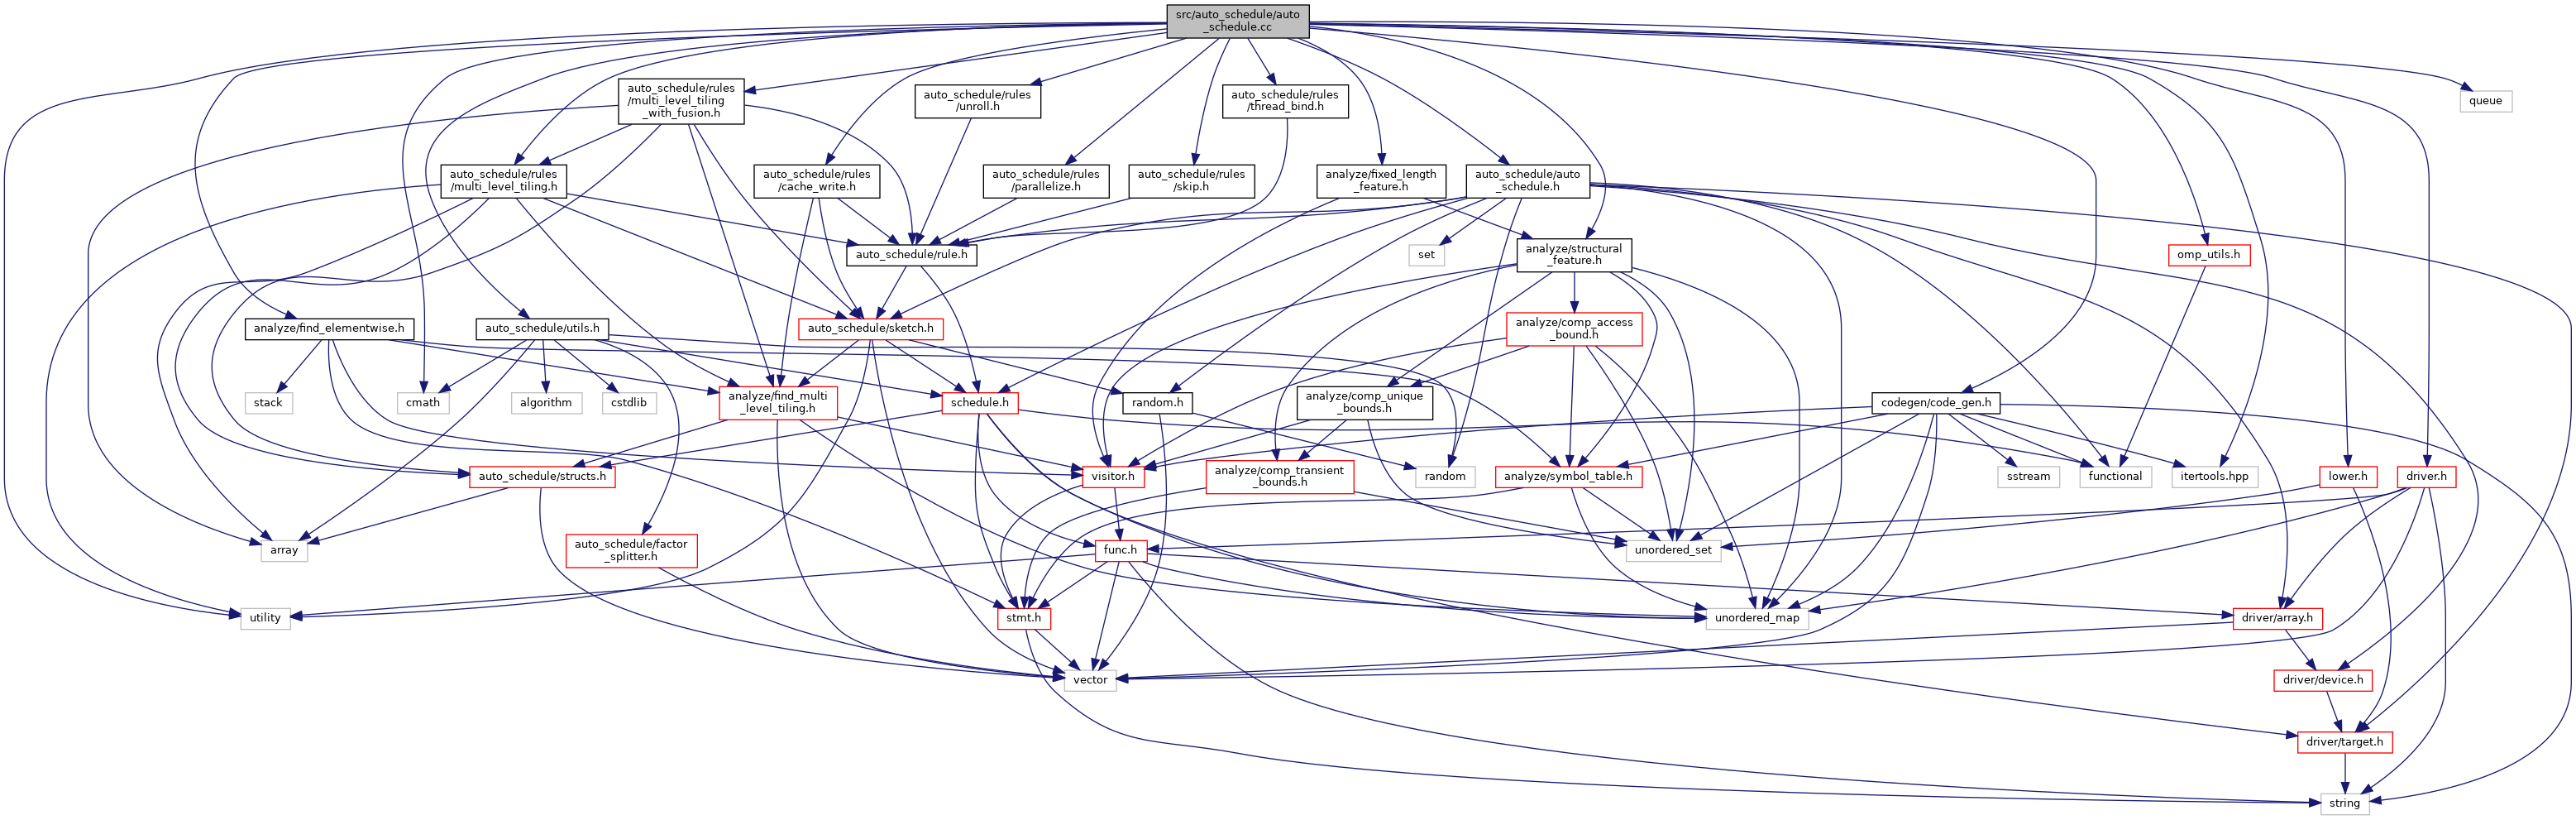 src/auto_schedule/auto
_schedule.cc
auto_schedule/rules
/multi_level_tiling
_with_fusion.h
auto_schedule/rules
/unroll.h
auto_schedule/rules
/thread_bind.h
queue
auto_schedule/rules
/multi_level_tiling.h
auto_schedule/rules
/cache_write.h
auto_schedule/rules
/parallelize.h
auto_schedule/rules
/skip.h
analyze/fixed_length
_feature.h
auto_schedule/auto
_schedule.h
auto_schedule/rule.h
set
analyze/structural
_feature.h
omp_utils.h
analyze/find_elementwise.h
auto_schedule/utils.h
auto_schedule/sketch.h
analyze/comp_access
_bound.h
stack
cmath
algorithm
cstdlib
analyze/find_multi
_level_tiling.h
schedule.h
random.h
analyze/comp_unique
_bounds.h
codegen/code_gen.h
auto_schedule/structs.h
visitor.h
analyze/comp_transient
_bounds.h
random
analyze/symbol_table.h
sstream
functional
itertools.hpp
lower.h
driver.h
array
auto_schedule/factor
_splitter.h
func.h
unordered_set
utility
stmt.h
unordered_map
driver/array.h
vector
driver/device.h
driver/target.h
string